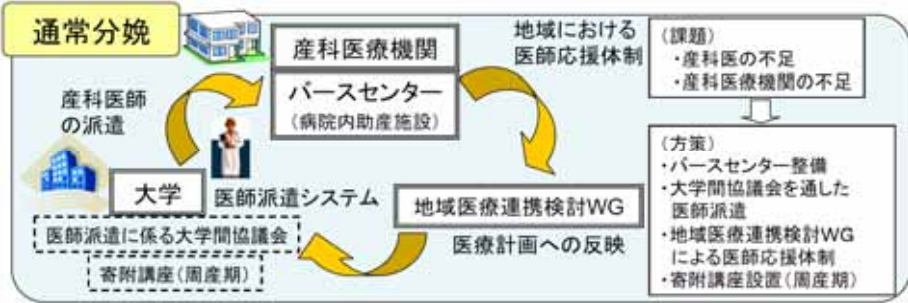 通常分娩
産科医療機関
バースセンター
(病院内助産施設)
産科医師
の派遣
地域における
医師応援体制
大学
医師派遣システム
医師派遣に係る大学間協議会
寄附講座(周産期)
地域医療連携検討WG
医療計画への反映
(課題)
・産科医の不足
・産科医療機関の不足
(方策)
・バースセンター整備
・大学間協議会を通した
医師派遣
・地域医療連携検討WG
による医師応援体制
・寄附講座設置(周産期)